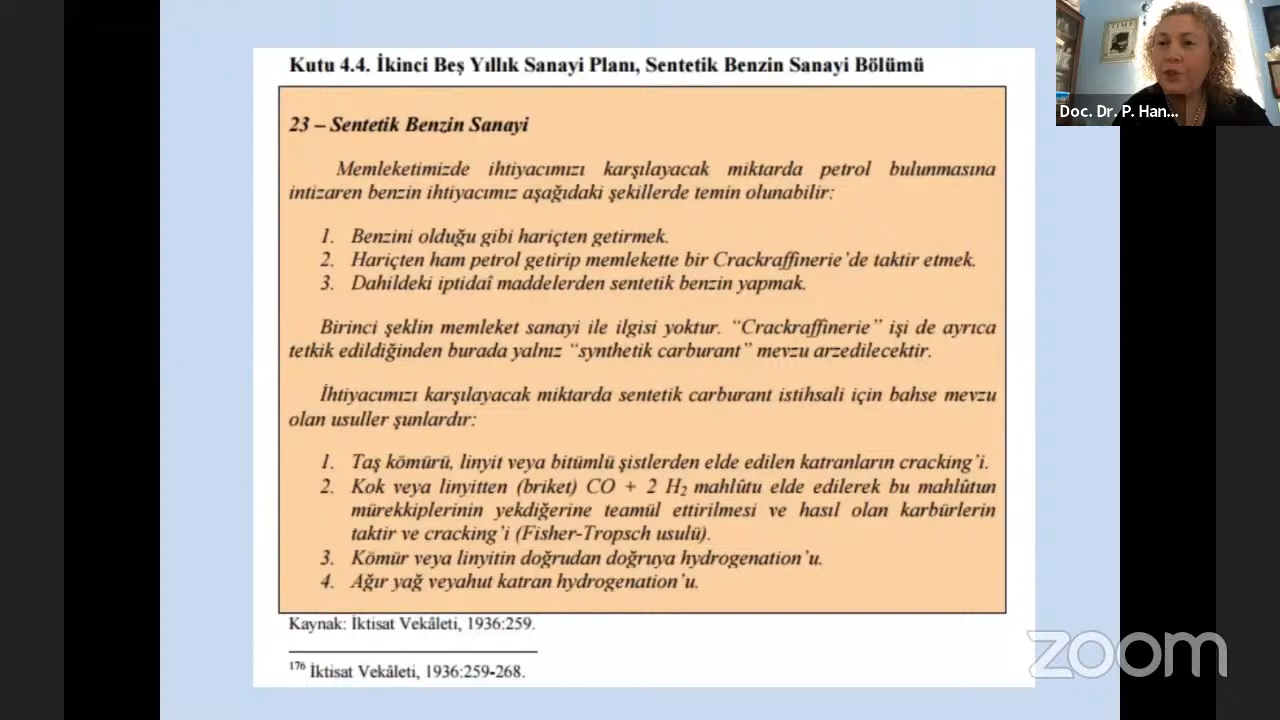 Kutu 4.4. İkinci Beş Yıllık Sanayi Planı, Sentetik Benzin Sanayi Bölümü
23 – Sentetik Benzin Sanayi
Memleketimizde ihtiyacımızı karşılayacak miktarda petrol bulunmasına
intizaren benzin ihtiyacımız aşağıdaki şekillerde temin olunabilir:
1. Benzini olduğu gibi hariçten getirmek.
2. Hariçten ham petrol getirip memlekette bir Crackraffinerie'de taktir etmek.
3. Dahildeki iptidaî maddelerden sentetik benzin yapmak.
Birinci şeklin memleket sanayi ile ilgisi yoktur. “Crackraffinerie” işi de ayrıca
tetkik edildiğinden burada yalnız “synthetik carburant” mevzu arzedilecektir.
İhtiyacımızı karşılayacak miktarda sentetik carburant istihsali için bahse mevzu
olan usuller şunlardır:
1. Taş kömürü, linyit veya bitümlü şistlerden elde edilen katranların cracking'i.
2. Kok veya linyitten (briket) CO + 2 H₂ mahlûtu elde edilerek bu mahlûtun
mürekkiplerinin yekdiğerine teamül ettirilmesi ve hasıl olan karbürlerin
taktir ve cracking'i (Fisher-Tropsch usulü).
3. Kömür veya linyitin doğrudan doğruya hydrogenation'u.
4. Ağır yağ veyahut katran hydrogenation'u.
Kaynak: İktisat Vekâleti, 1936:259.
176 İktisat Vekâleti, 1936:259-268.
TIME
Doc. Dr. P. Han...
zoom